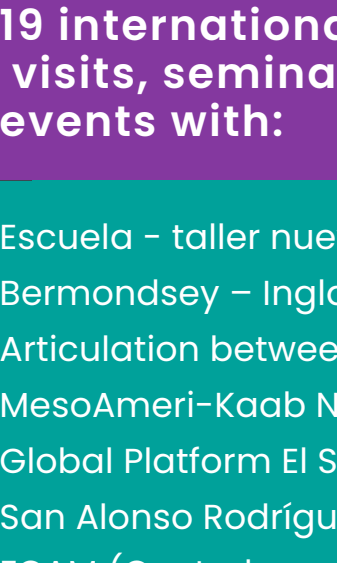 19 internationa
visits, semina
events with:
Escuela - taller nue
Bermondsey – Ingla
Articulation betwee
MesoAmeri-Kaab N
Global Platform El S
San Alonso Rodrígu